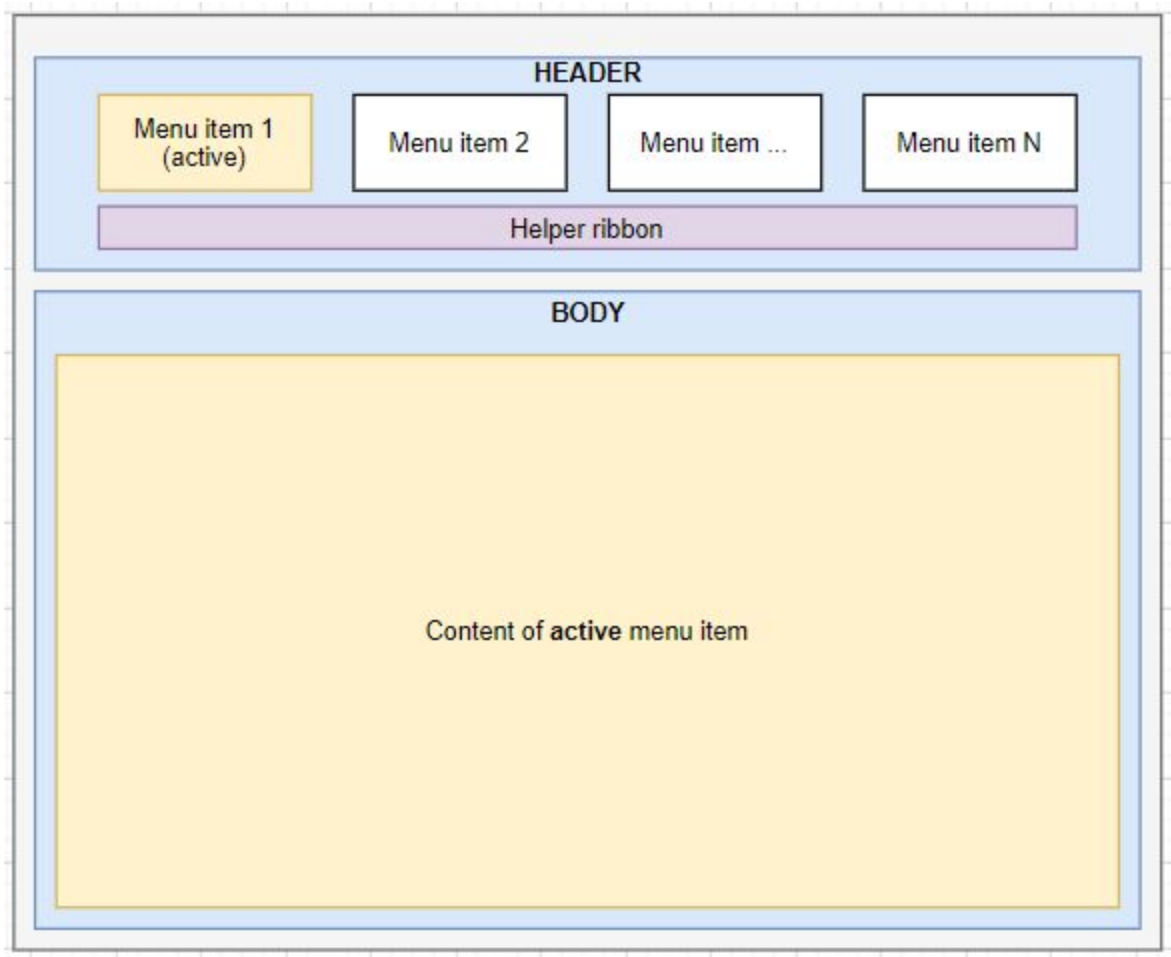 HEADER
Menu item 1
(active)
Menu item 2
Menu item ...
Menu item N
Helper ribbon
BODY
Content of active menu item